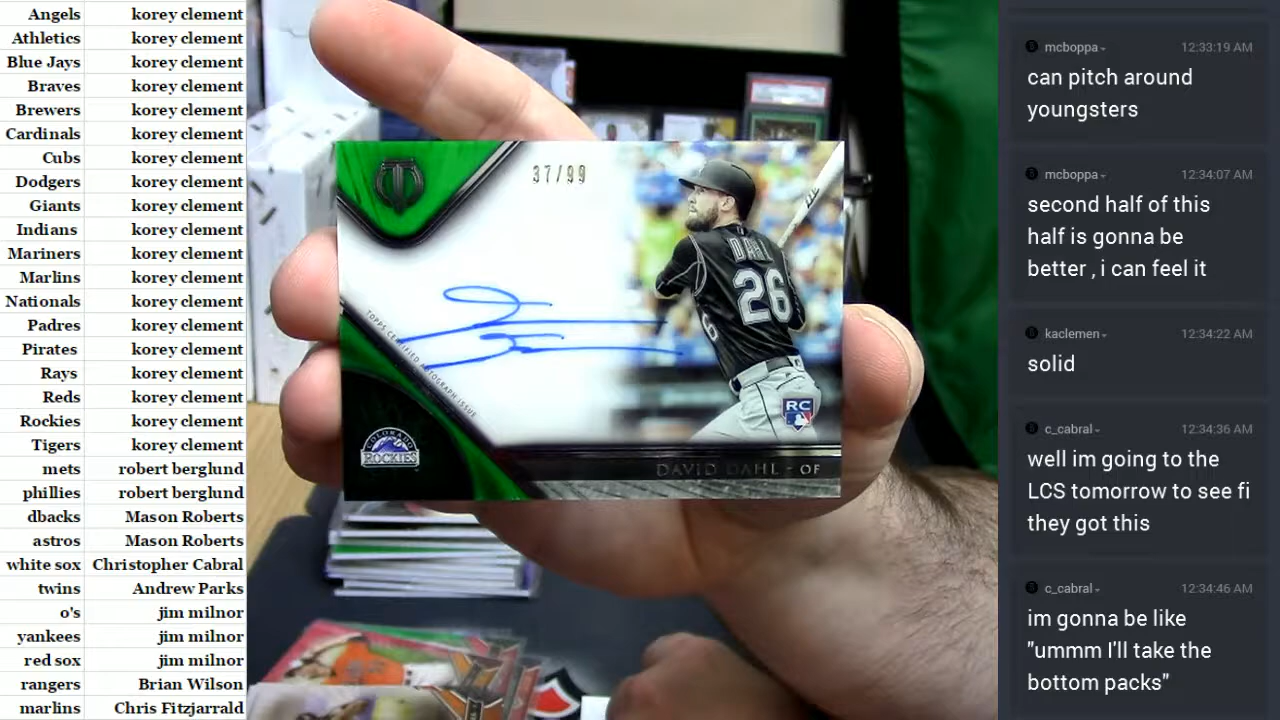 Angels korey clement
Athletics korey clement
Blue Jays korey clement
Braves korey clement
Brewers korey clement
Cardinals korey clement
Cubs korey clement
Dodgers korey clement
Giants korey clement
Indians korey clement
Mariners korey clement
Marlins korey clement
Nationals korey clement
Padres korey clement
Pirates korey clement
Rays korey clement
Reds korey clement
Rockies korey clement
Tigers korey clement
mets robert berglund
phillies robert berglund
dbacks Mason Roberts
astros Mason Roberts
white sox Christopher Cabral
twins Andrew Parks
o's jim milnor
yankees jim milnor
red sox jim milnor
rangers Brian Wilson
marlins Chris Fitzjarrald
37/99
DAHL
26
RC
TOPPS CERTIFIED AUTOGRAPH ISSUE
COLORADO
ROCKIES
DAVID DAHL - OF
mcboppa 12:33:19 AM
can pitch around
youngsters
mcboppa 12:34:07 AM
second half of this
half is gonna be
better , i can feel it
kaclemen 12:34:22 AM
solid
c_cabral 12:34:36 AM
well im going to the
LCS tomorrow to see fi
they got this
c_cabral 12:34:46 AM
im gonna be like
"ummm I'll take the
bottom packs"